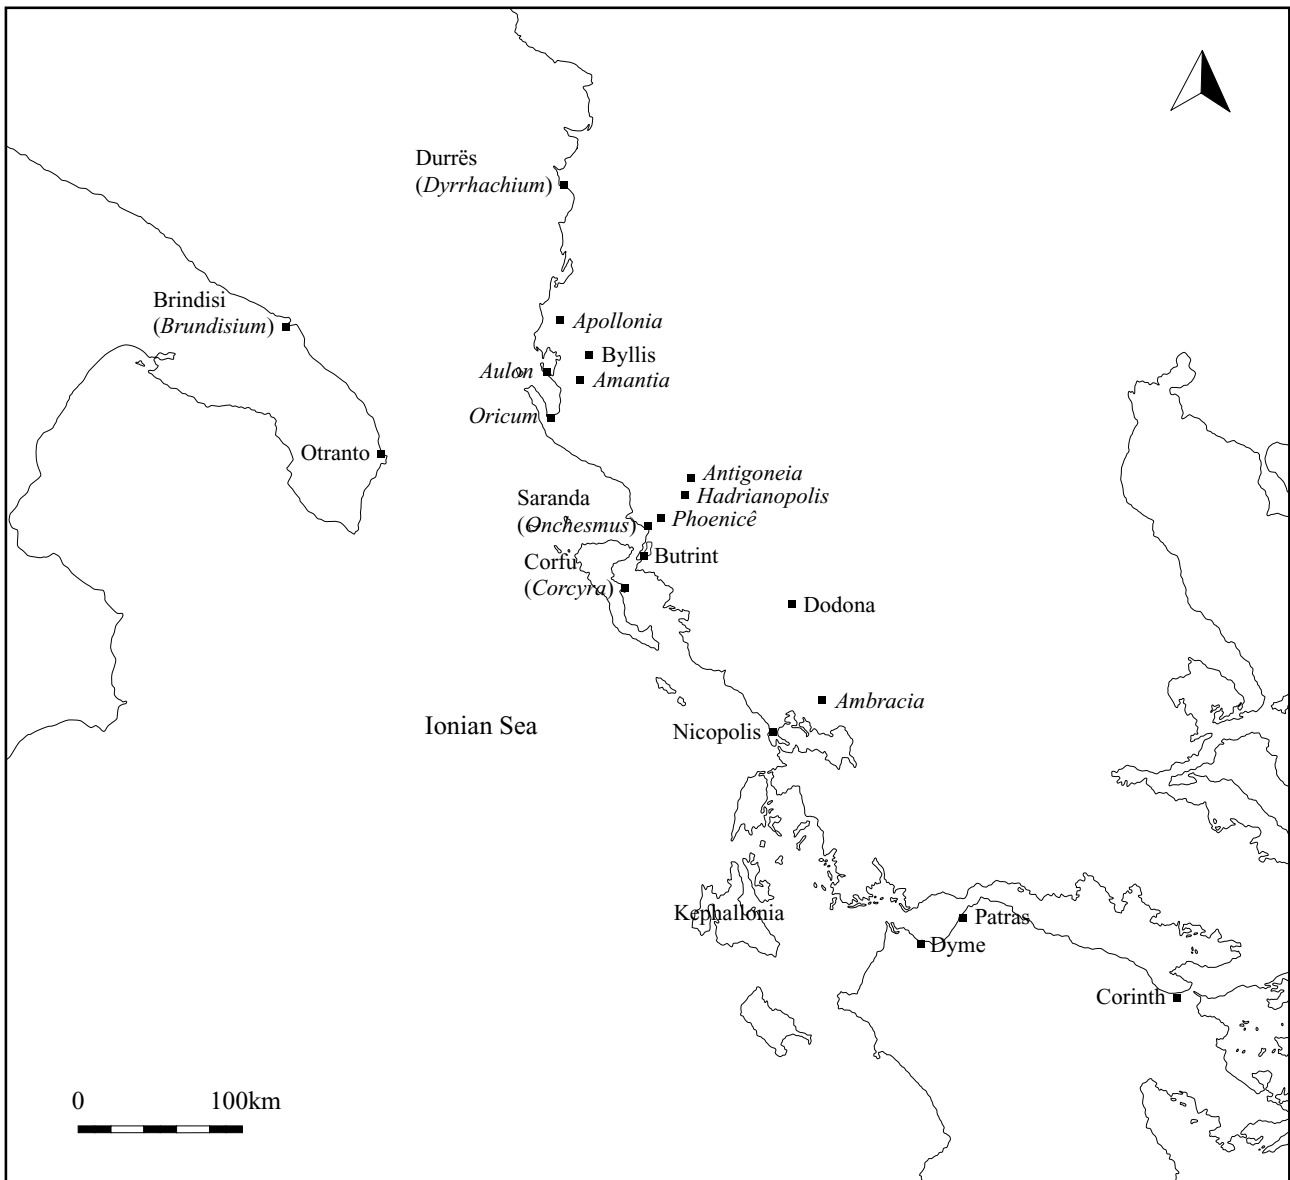 Durrës
(Dyrrhachium)
Brindisi
(Brundisium)
Apollonia
Byllis
Aulon
Amantia
Oricum
Otranto
Antigoneia
Hadrianopolis
Saranda
(Onchesmus)
Phoenicê
Butrint
Corfu
(Corcyra)
Dodona
Ambracia
Ionian Sea
Nicopolis
Kephallonia
Patras
Dyme
Corinth
0 100km